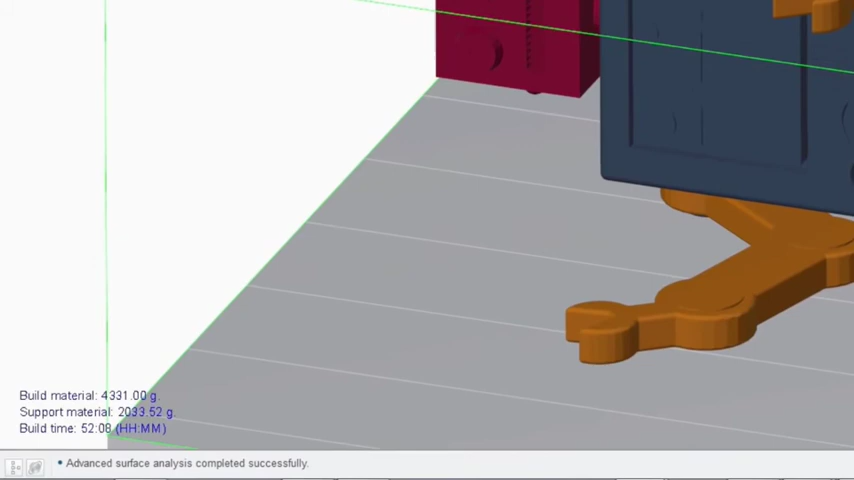 Build material: 4331.00 g.
Support material: 2033.52 g.
Build time: 52:08 (HH:MM)
• Advanced surface analysis completed successfully.